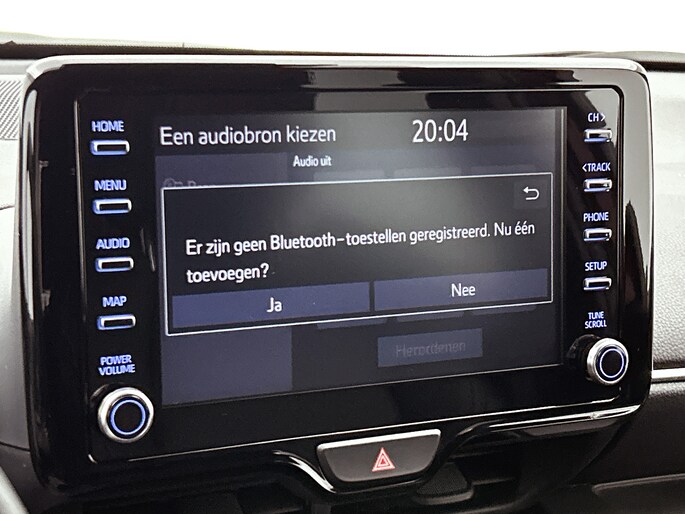 HOME
MENU
AUDIO
MAP
POWER
VOLUME
Een audiobron kiezen 20:04
Audio uit
Er zijn geen Bluetooth-toestellen geregistreerd. Nu één
toevoegen?
Ja Nee
Herordenen
CH >
< TRACK
PHONE
SETUP
TUNE
SCROLL